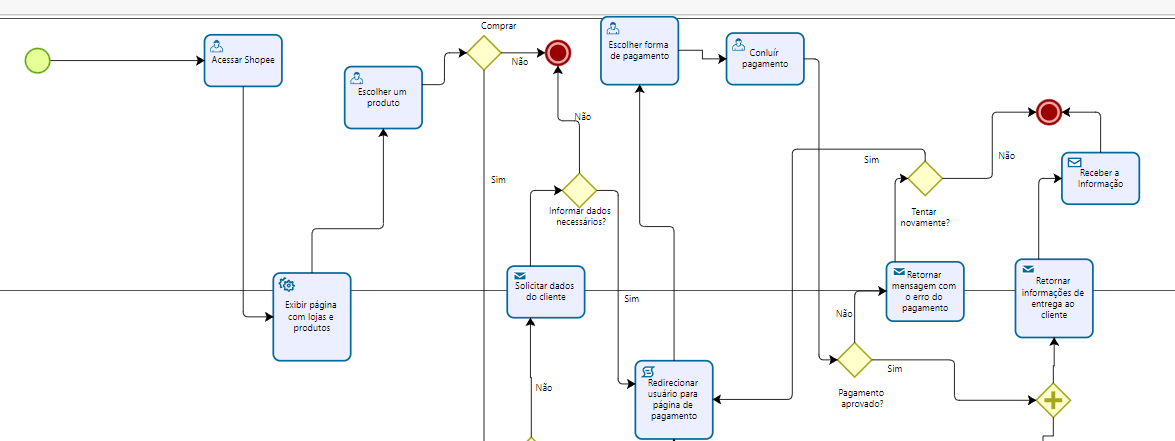 Comprar
Acessar Shopee
Escolher um
produto
Não
Escolher forma
de pagamento
Concluír
pagamento
Não
Sim
Sim
Não
Receber a
Informação
Informar dados
necessários?
Tentar
novamente?
Exibir página
com lojas e
produtos
Solicitar dados
do cliente
Sim
Retornar
mensagem com
o erro do
pagamento
Retornar
informações de
entrega ao
cliente
Não
Não
Redirecionar
usuário para
página de
pagamento
Sim
Pagamento
aprovado?